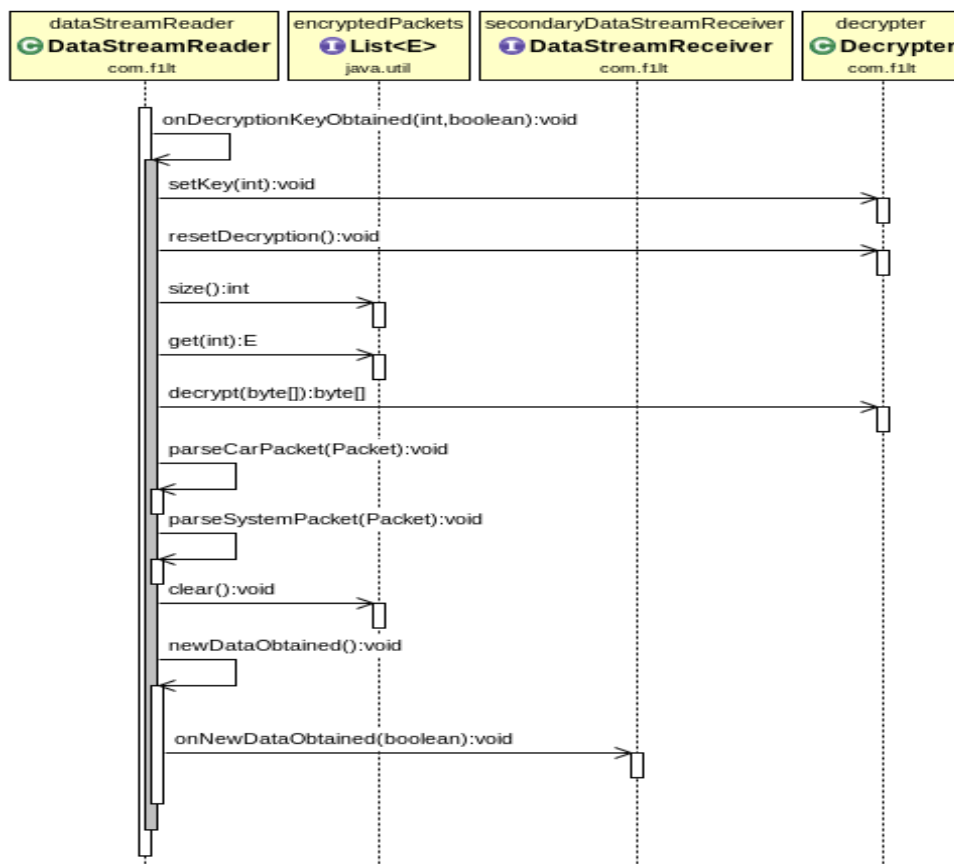 dataStreamReader
C DataStreamReader
com.f1lt
encryptedPackets
I List<E>
java.util
secondaryDataStreamReceiver
I DataStreamReceiver
com.f1lt
decrypter
C Decrypter
com.f1lt
onDecryptionKeyObtained(int,boolean):void
setKey(int):void
resetDecryption():void
size():int
get(int):E
decrypt(byte[]):byte[]
parseCarPacket(Packet):void
parseSystemPacket(Packet):void
clear():void
newDataObtained():void
onNewDataObtained(boolean):void